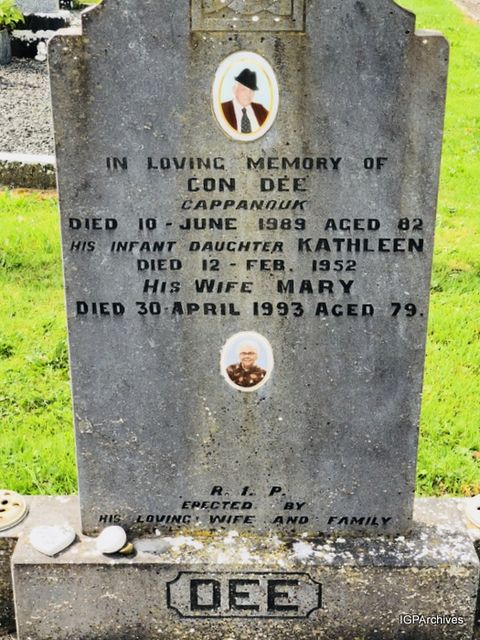 IN LOVING MEMORY OF
CON DEE
CAPPANOUK
DIED 10-JUNE 1989 AGED 82
HIS INFANT DAUGHTER KATHLEEN
DIED 12-FEB. 1952
HIS WIFE MARY
DIED 30 APRIL 1993 AGED 79.
R. I. P.
ERECTED BY
HIS LOVING WIFE AND FAMILY
DEE
IGPArchives